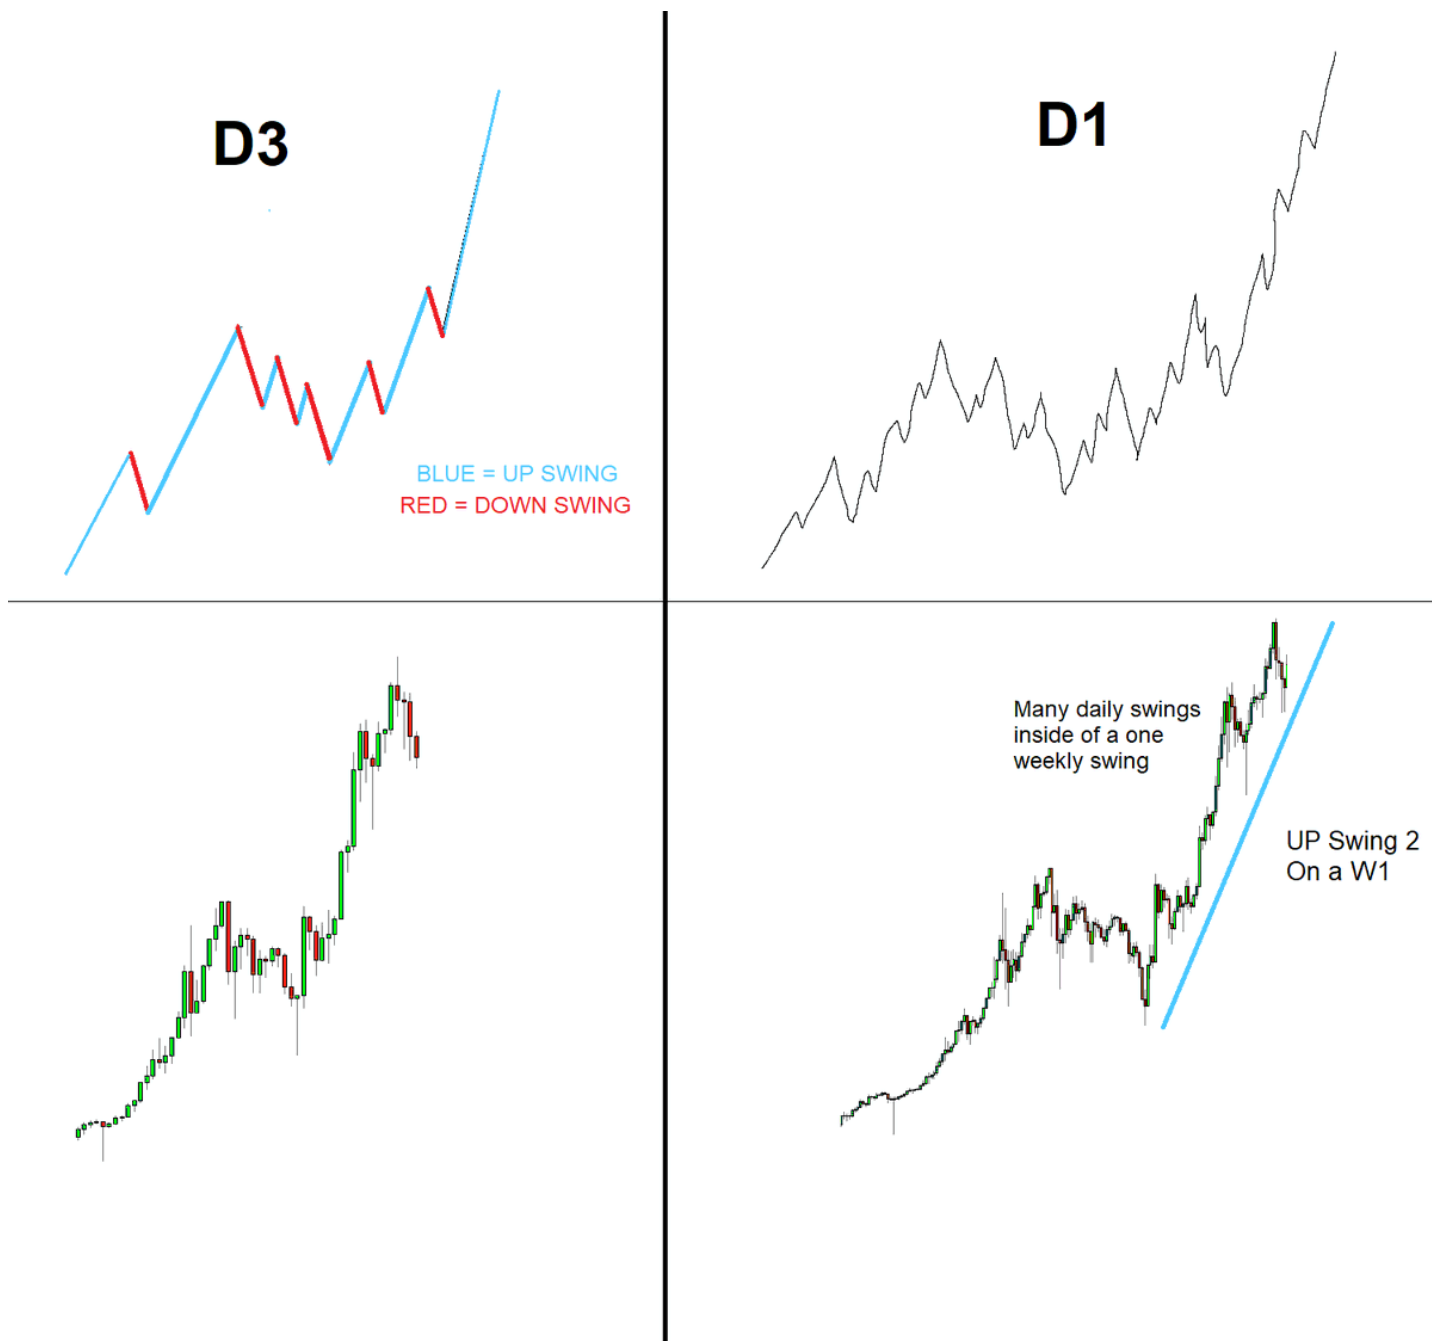 D3
D1
BLUE = UP SWING
RED = DOWN SWING
Many daily swings
inside of a one
weekly swing
UP Swing 2
On a W1